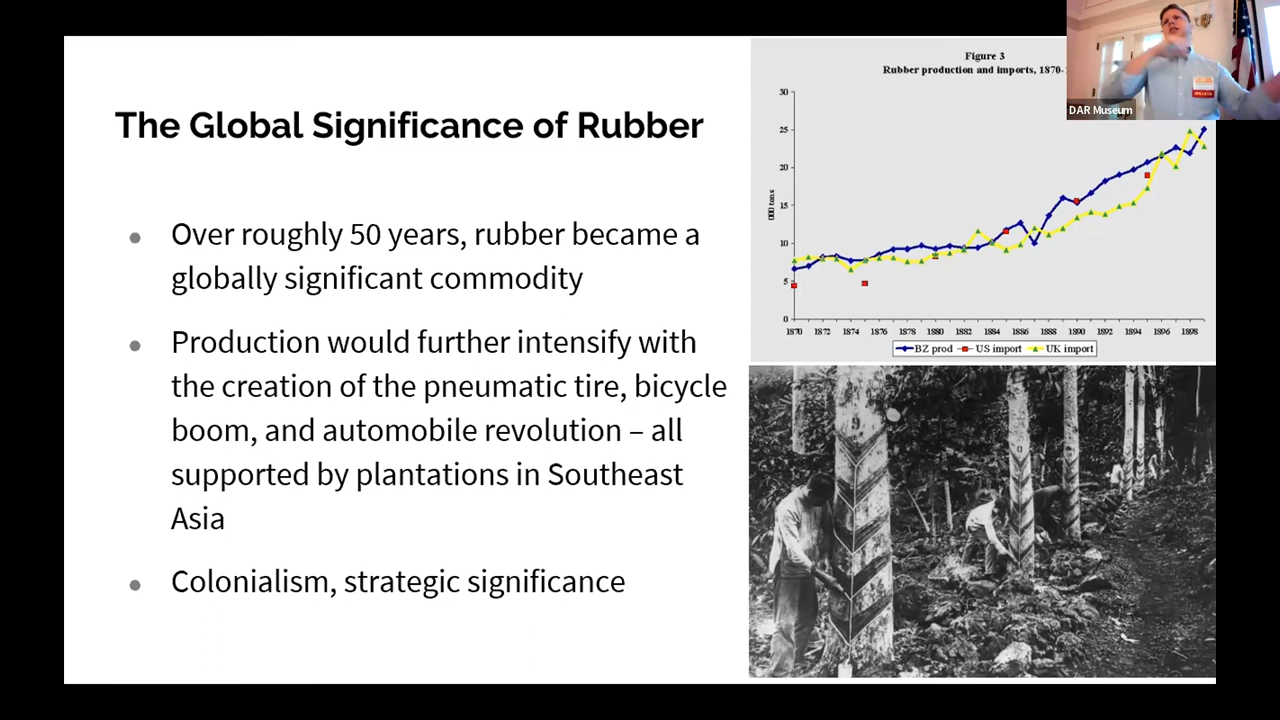 The Global Significance of Rubber
Over roughly 50 years, rubber became a
globally significant commodity
Production would further intensify with
the creation of the pneumatic tire, bicycle
boom, and automobile revolution – all
supported by plantations in Southeast
Asia
Colonialism, strategic significance
Figure 3
Rubber production and imports, 1870-
30
25
20
15
10
5
0
000 tons
1870 1872 1874 1876 1878 1880 1882 1884 1886 1888 1890 1892 1894 1896 1898
BZ prod US import UK import
DAR Museum
SPEAKER